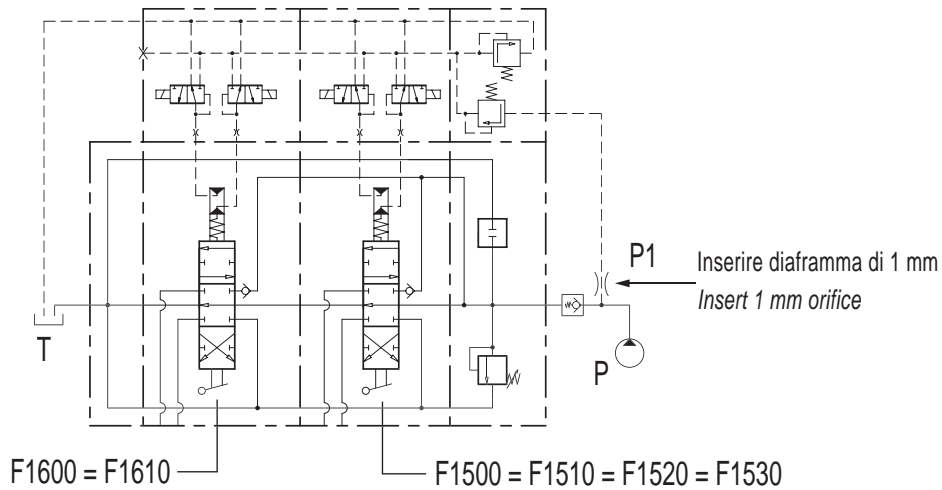 P1
Inserire diaframma di 1 mm
Insert 1 mm orifice
T
P
F1600 = F1610
F1500 = F1510 = F1520 = F1530